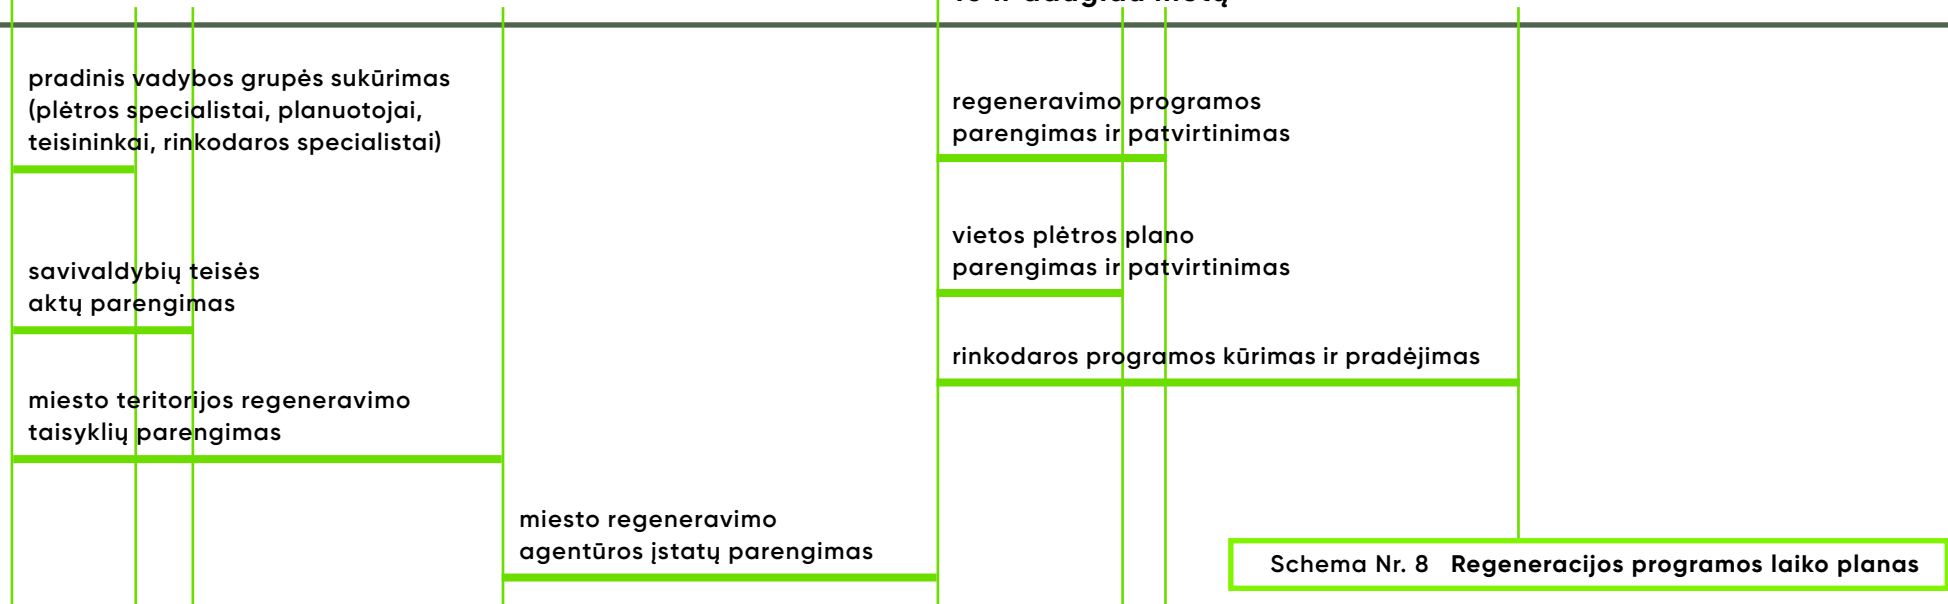 pradinis vadybos grupės sukūrimas
(plėtros specialistai, planuotojai,
teisininkai, rinkodaros specialistai)
savivaldybių teisės
aktų parengimas
miesto teritorijos regeneravimo
taisyklių parengimas
miesto regeneravimo
agentūros įstatų parengimas
regeneravimo programos
parengimas ir patvirtinimas
vietos plėtros plano
parengimas ir patvirtinimas
rinkodaros programos kūrimas ir pradėjimas
Schema Nr. 8 Regeneracijos programos laiko planas